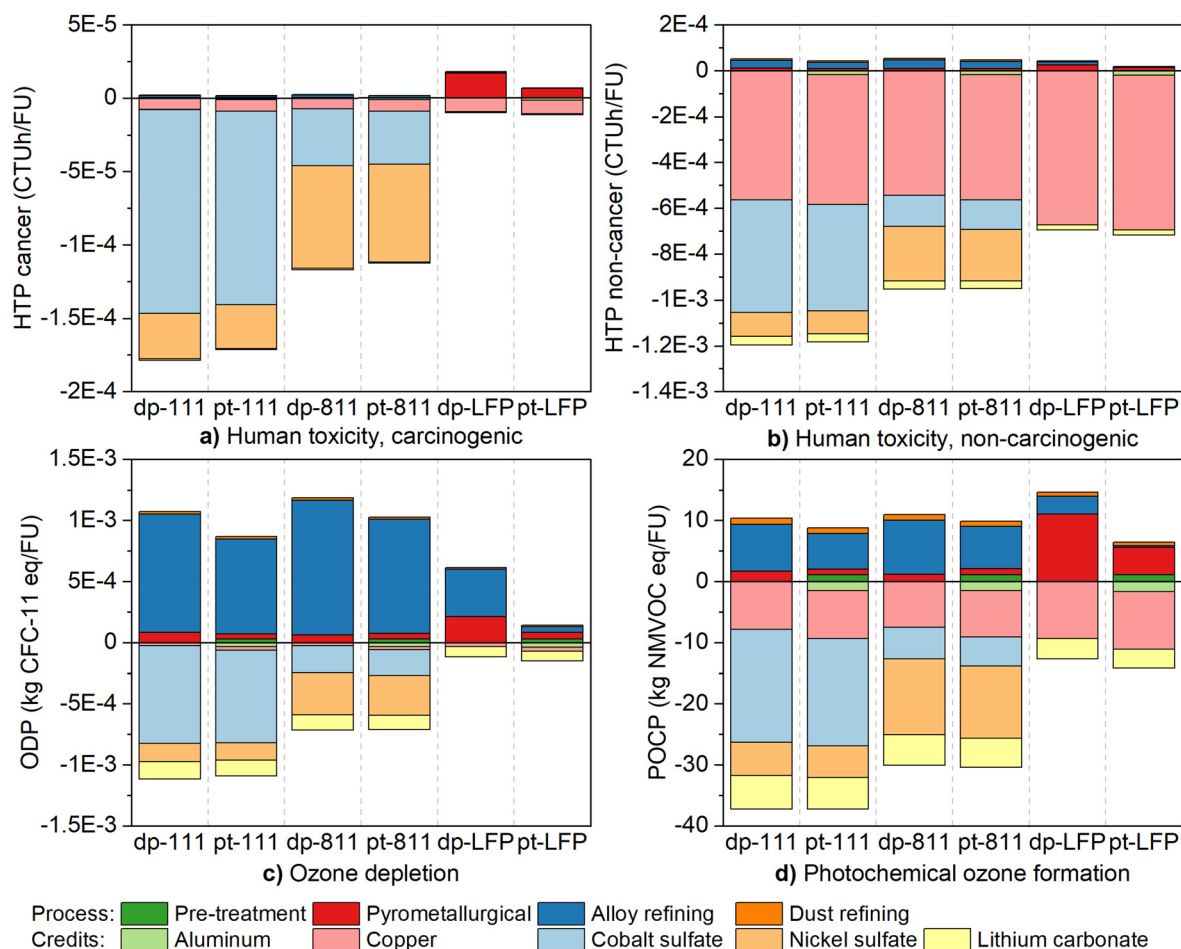 5E-5
0
-5E-5
-1E-4
-1.5E-4
-2E-4
HTP cancer (CTUh/FU)
dp-111 pt-111 dp-811 pt-811 dp-LFP pt-LFP
a) Human toxicity, carcinogenic
2E-4
0
-2E-4
-4E-4
-6E-4
-8E-4
-1E-3
-1.2E-3
-1.4E-3
HTP non-cancer (CTUh/FU)
dp-111 pt-111 dp-811 pt-811 dp-LFP pt-LFP
b) Human toxicity, non-carcinogenic
1.5E-3
1E-3
5E-4
0
-5E-4
-1E-3
-1.5E-3
ODP (kg CFC-11 eq/FU)
dp-111 pt-111 dp-811 pt-811 dp-LFP pt-LFP
c) Ozone depletion
20
10
0
-10
-20
-30
-40
POCP (kg NMVOC eq/FU)
dp-111 pt-111 dp-811 pt-811 dp-LFP pt-LFP
d) Photochemical ozone formation
Process: Pre-treatment Pyrometallurgical Alloy refining Dust refining
Credits: Aluminum Copper Cobalt sulfate Nickel sulfate Lithium carbonate